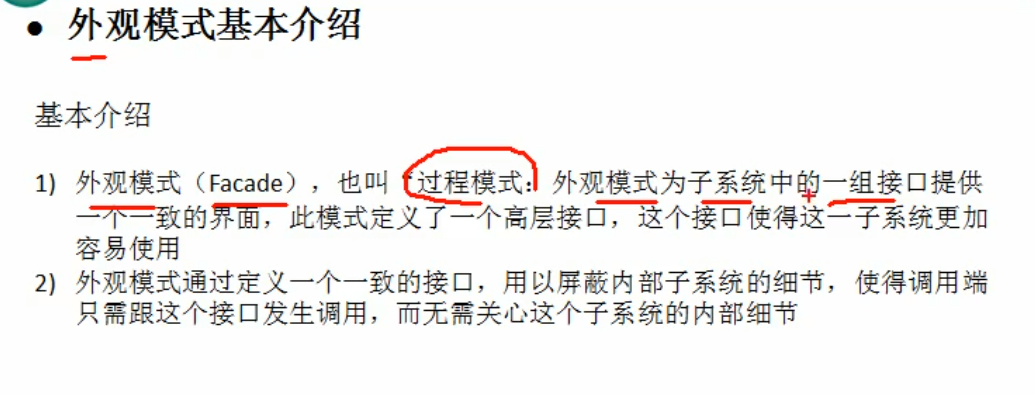 ● 外观模式基本介绍
基本介绍
1) 外观模式（Facade），也叫“过程模式：外观模式为子系统中的一组接口提供
一个一致的界面，此模式定义了一个高层接口，这个接口使得这一子系统更加
容易使用
2) 外观模式通过定义一个一致的接口，用以屏蔽内部子系统的细节，使得调用端
只需跟这个接口发生调用，而无需关心这个子系统的内部细节